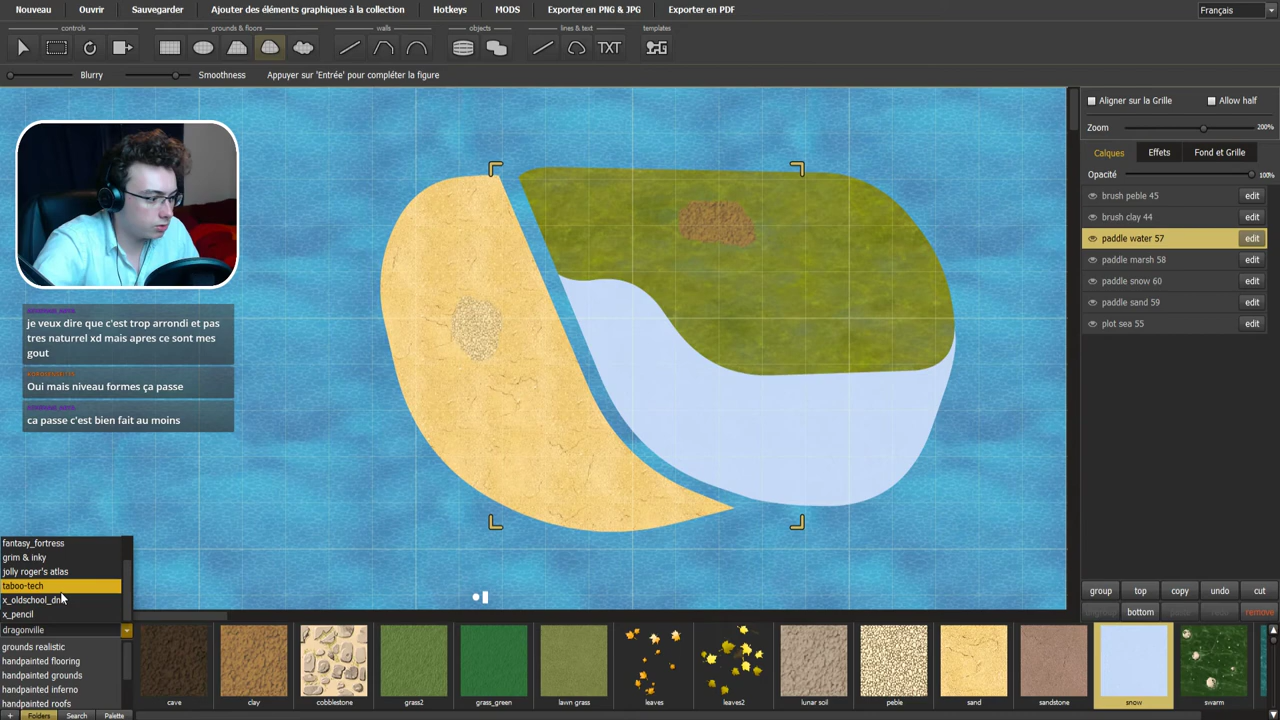 Nouveau Ouvrir Sauvegarder Ajouter des éléments graphiques à la collection Hotkeys MODS Exporter en PNG & JPG Exporter en PDF Français
controls grounds & floors walls objects lines & text templates
TXT
Blurry Smoothness Appuyer sur 'Entrée' pour compléter la figure
Aligner sur la Grille Allow half
Zoom 200%
Calques Effets Fond et Grille
Opacité 100%
brush peble 45 edit
brush clay 44 edit
paddle water 57 edit
paddle marsh 58 edit
paddle snow 60 edit
paddle sand 59 edit
plot sea 55 edit
je veux dire que c'est trop arrondi et pas
tres naturel xd mais apres ce sont mes
gout
Oui mais niveau formes ça passe
ca passe c'est bien fait au moins
fantasy_fortress
grim & inky
jolly roger's atlas
taboo-tech
x_pencil
dragonville
grounds realistic
handpainted flooring
handpainted grounds
handpainted inferno
handpainted roofs
+ Folders Search Palette
group top copy undo cut
bottom remove
cave clay cobblestone grass2 grass_green lawn grass leaves leaves2 lunar soil peble sand sandstone snow swarm